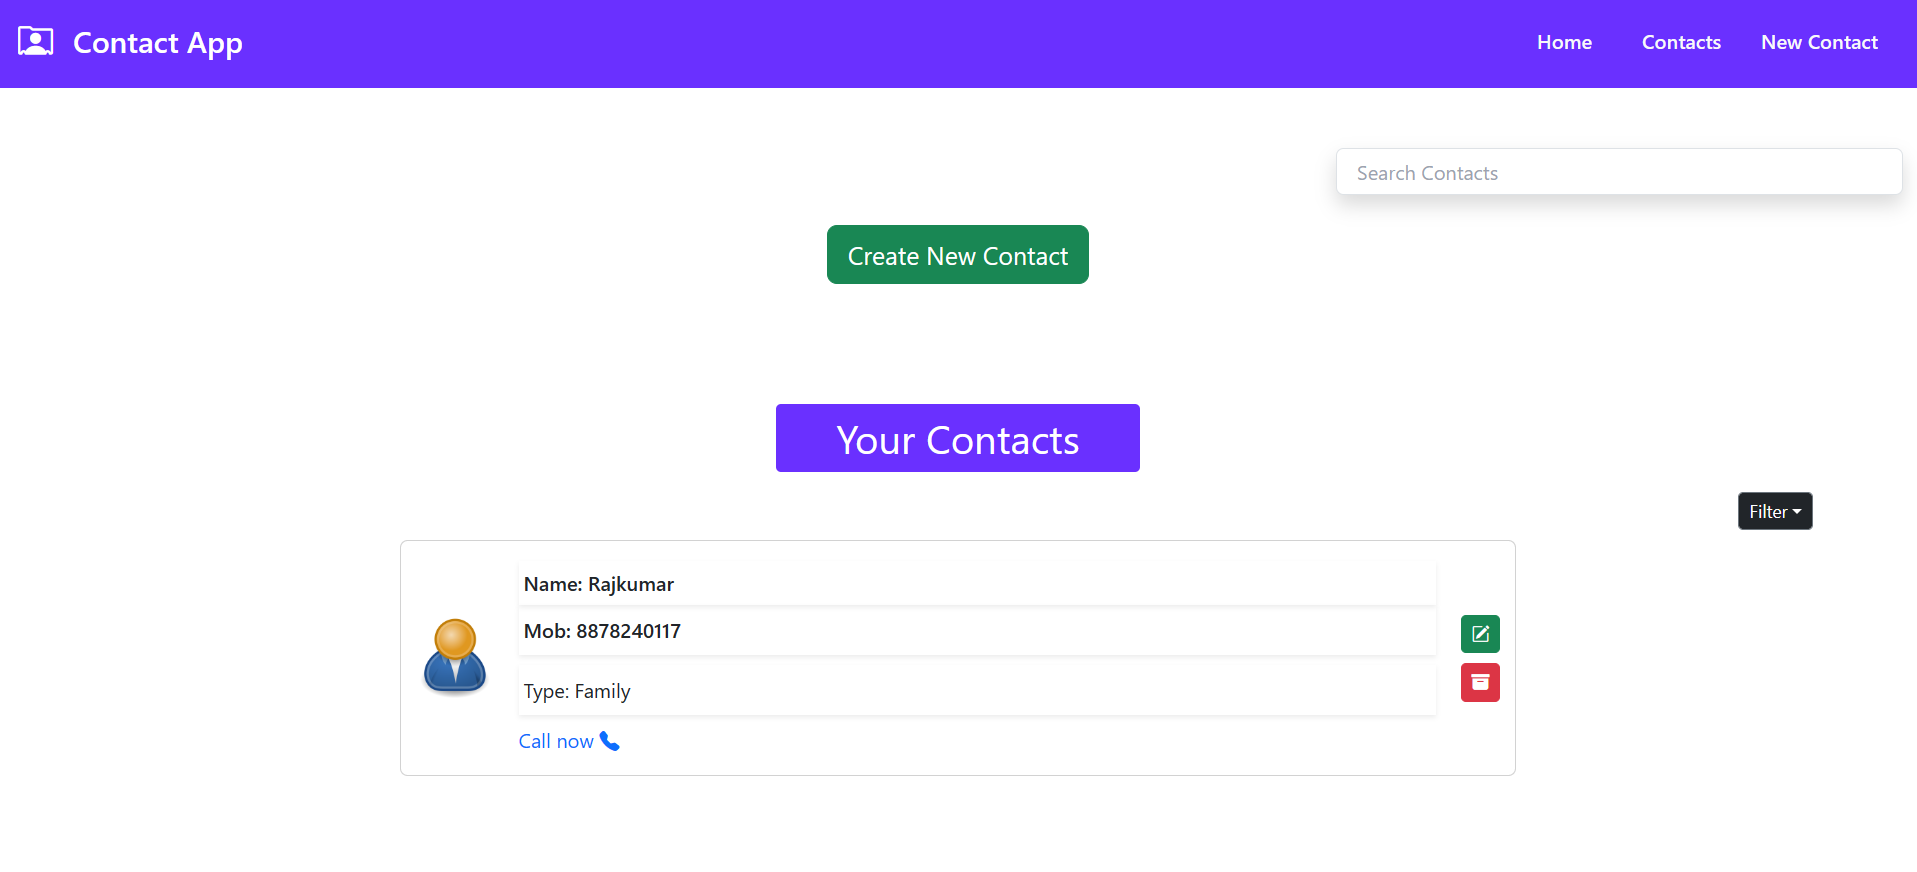 Contact App
Home
Contacts
New Contact
Search Contacts
Create New Contact
Your Contacts
Filter
Name: Rajkumar
Mob: 8878240117
Type: Family
Call now